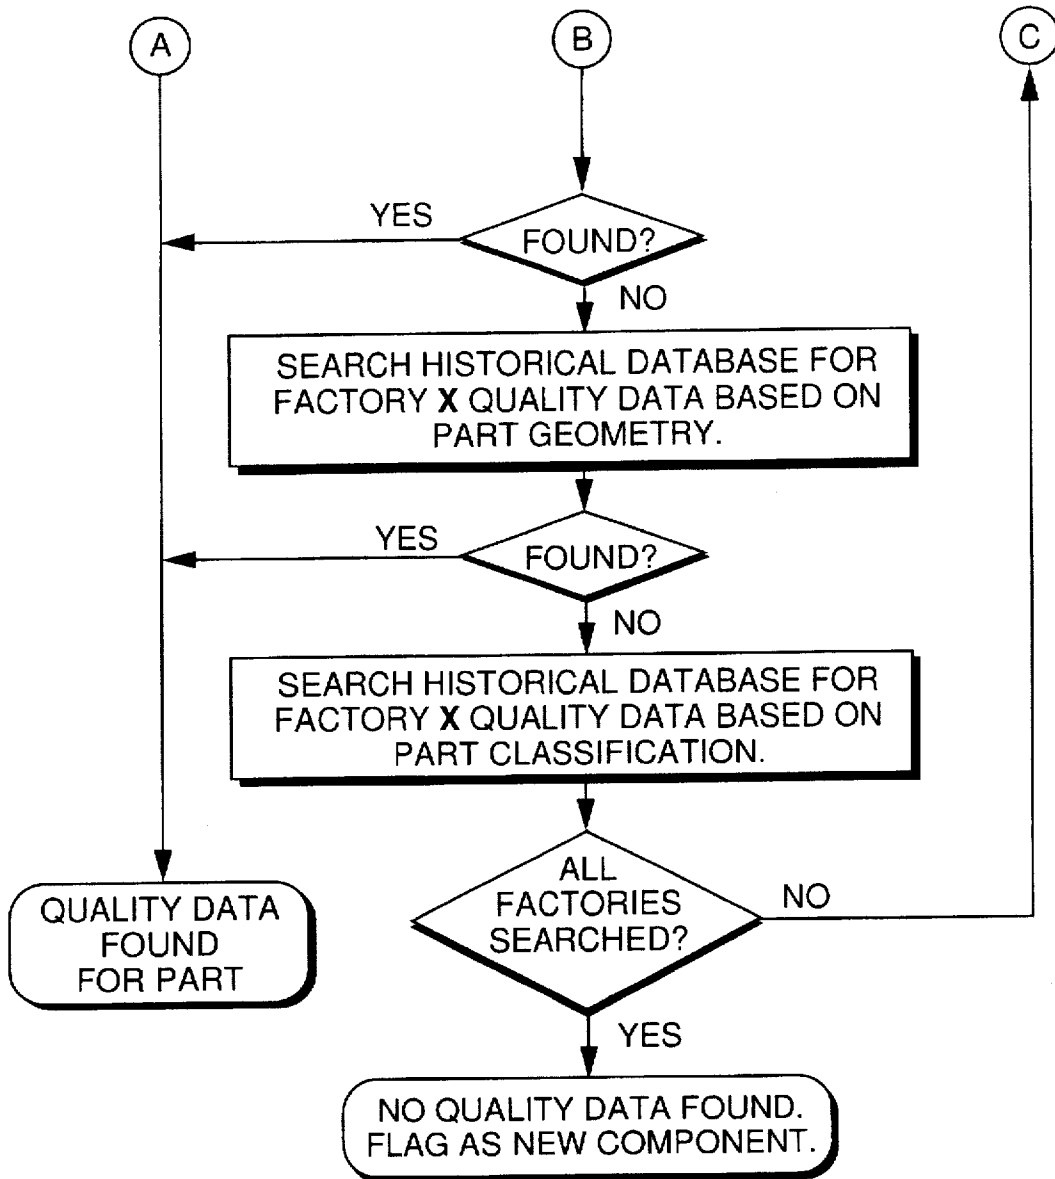 A
B
C
YES
FOUND?
NO
SEARCH HISTORICAL DATABASE FOR
FACTORY X QUALITY DATA BASED ON
PART GEOMETRY.
YES
FOUND?
NO
SEARCH HISTORICAL DATABASE FOR
FACTORY X QUALITY DATA BASED ON
PART CLASSIFICATION.
ALL
FACTORIES
SEARCHED?
NO
QUALITY DATA
FOUND
FOR PART
YES
NO QUALITY DATA FOUND.
FLAG AS NEW COMPONENT.